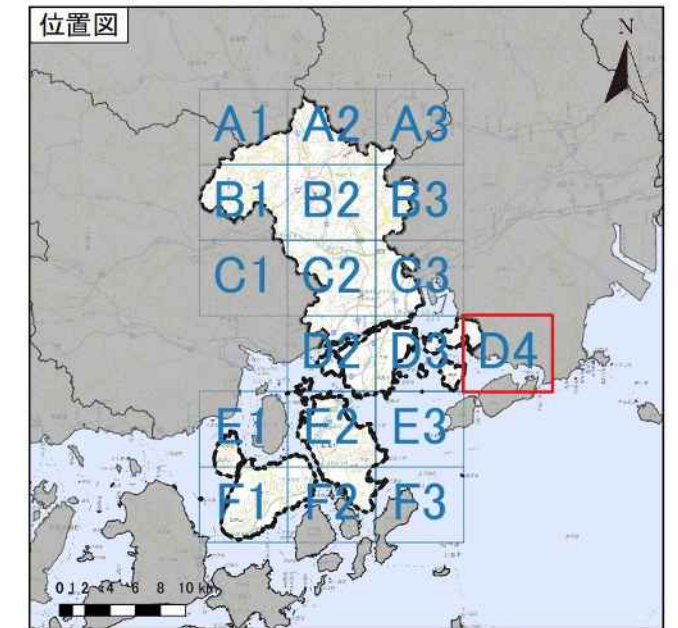 位置図
N
A1 A2 A3
B1 B2 B3
C1 C2 C3
D2 D3 D4
E1 E2 E3
F1 F2 F3
0 1 2 4 6 8 10 km